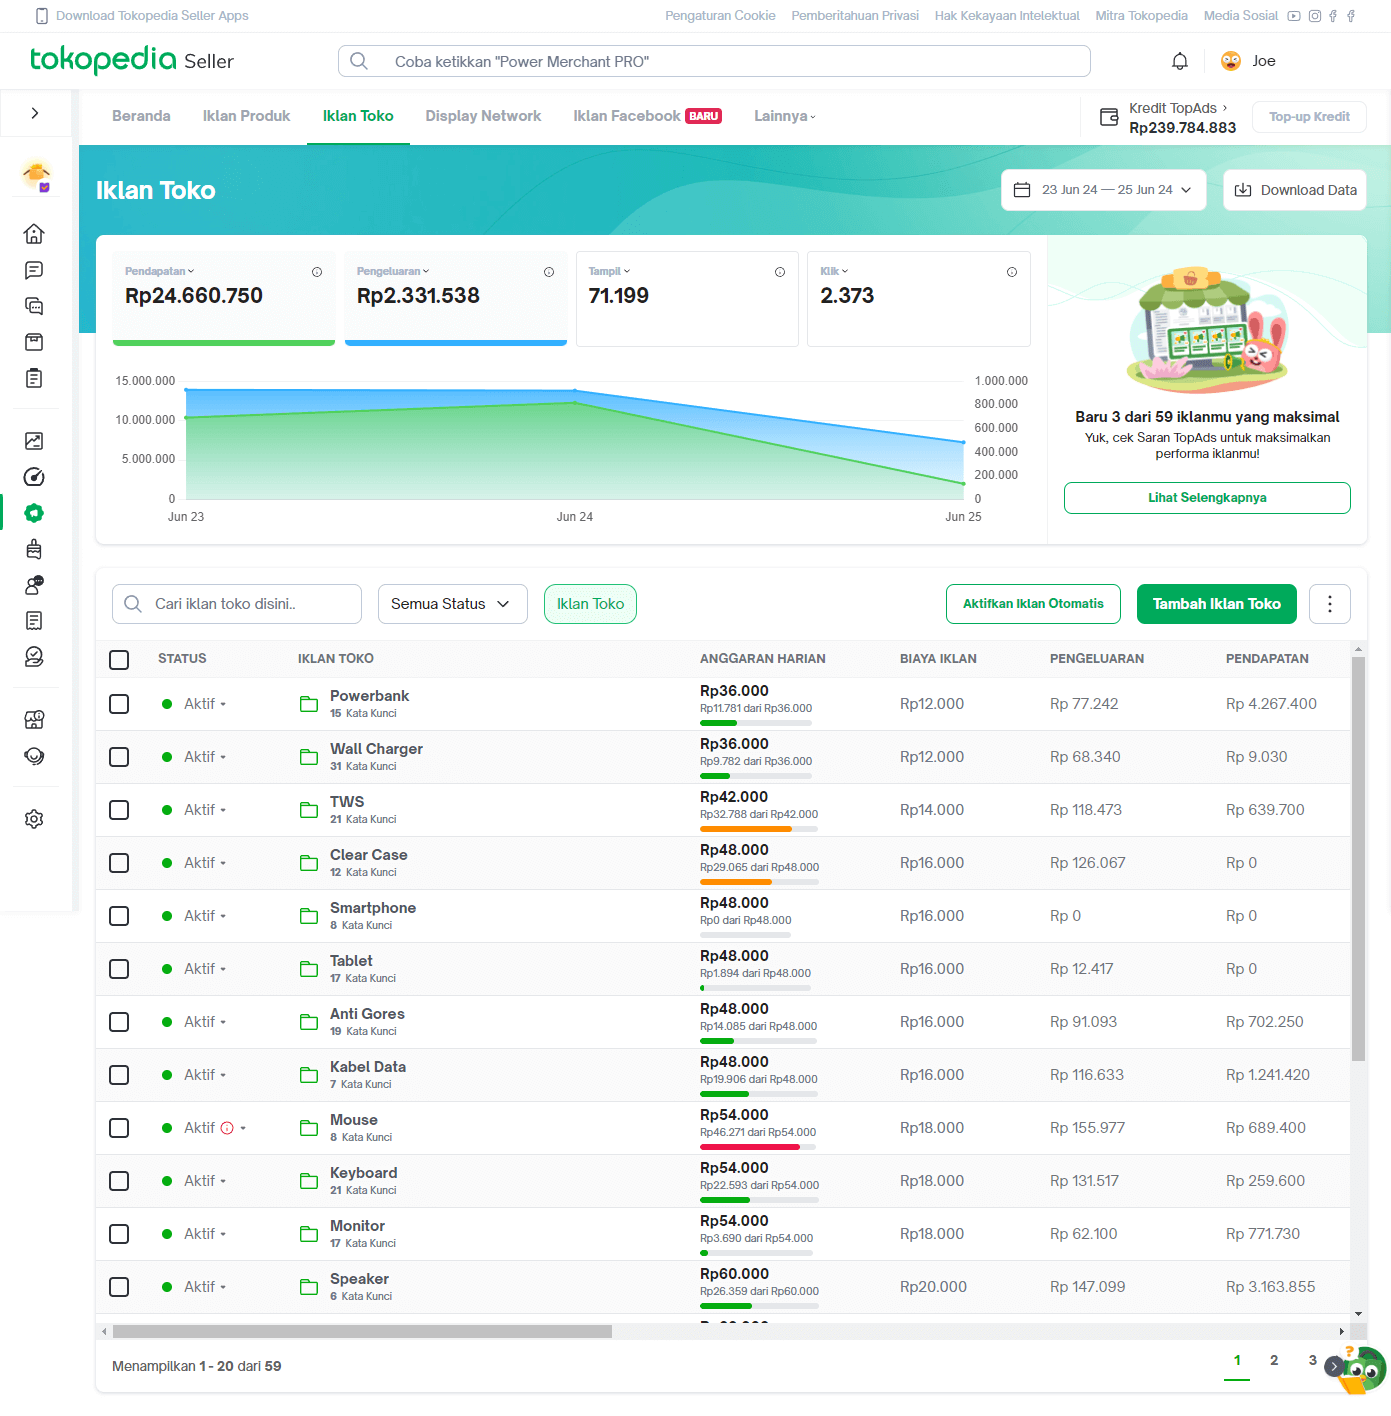 Download Tokopedia Seller Apps
Pengaturan Cookie Pemberitahuan Privasi Hak Kekayaan Intelektual Mitra Tokopedia Media Sosial
tokopedia Seller
Coba ketikkan "Power Merchant PRO"
Joe
Beranda Iklan Produk Iklan Toko Display Network Iklan Facebook BARU Lainnya
Kredit TopAds
Rp239.784.883
Top-up Kredit
Iklan Toko
23 Jun 24 — 25 Jun 24
Download Data
Pendapatan Pengeluaran Tampil Klik
Rp24.660.750 Rp2.331.538 71.199 2.373
15.000.000 1.000.000
800.000
10.000.000
600.000
5.000.000 400.000
200.000
0 0
Jun 23 Jun 24 Jun 25
Baru 3 dari 59 iklanmu yang maksimal
Yuk, cek Saran TopAds untuk maksimalkan
performa iklanmu!
Lihat Selengkapnya
Cari iklan toko disini.. Semua Status Iklan Toko Aktifkan Iklan Otomatis Tambah Iklan Toko
STATUS IKLAN TOKO ANGGARAN HARIAN BIAYA IKLAN PENGELUARAN PENDAPATAN
Aktif Powerbank Rp36.000 Rp12.000 Rp 77.242 Rp 4.267.400
15 Kata Kunci Rp11.781 dari Rp36.000
Aktif Wall Charger Rp36.000 Rp12.000 Rp 68.340 Rp 9.030
31 Kata Kunci Rp9.782 dari Rp36.000
Aktif TWS Rp42.000 Rp14.000 Rp 118.473 Rp 639.700
21 Kata Kunci Rp32.788 dari Rp42.000
Aktif Clear Case Rp48.000 Rp16.000 Rp 126.067 Rp 0
12 Kata Kunci Rp29.065 dari Rp48.000
Aktif Smartphone Rp48.000 Rp16.000 Rp 0 Rp 0
8 Kata Kunci Rp0 dari Rp48.000
Aktif Tablet Rp48.000 Rp16.000 Rp 12.417 Rp 0
17 Kata Kunci Rp1.894 dari Rp48.000
Aktif Anti Gores Rp48.000 Rp16.000 Rp 91.093 Rp 702.250
19 Kata Kunci Rp14.085 dari Rp48.000
Aktif Kabel Data Rp48.000 Rp16.000 Rp 116.633 Rp 1.241.420
7 Kata Kunci Rp19.906 dari Rp48.000
Aktif Mouse Rp54.000 Rp18.000 Rp 155.977 Rp 689.400
8 Kata Kunci Rp46.271 dari Rp54.000
Aktif Keyboard Rp54.000 Rp18.000 Rp 131.517 Rp 259.600
21 Kata Kunci Rp22.593 dari Rp54.000
Aktif Monitor Rp54.000 Rp18.000 Rp 62.100 Rp 771.730
17 Kata Kunci Rp3.690 dari Rp54.000
Aktif Speaker Rp60.000 Rp20.000 Rp 147.099 Rp 3.163.855
6 Kata Kunci Rp26.359 dari Rp60.000
Menampilkan 1 - 20 dari 59
1 2 3